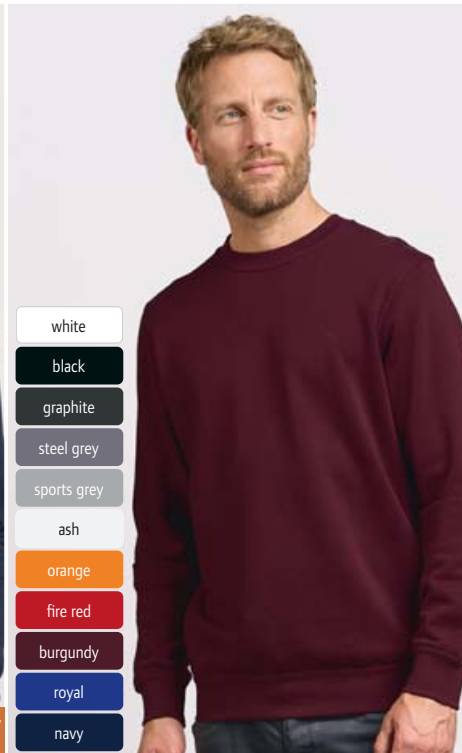 white
black
graphite
steel grey
sports grey
ash
orange
fire red
burgundy
royal
navy